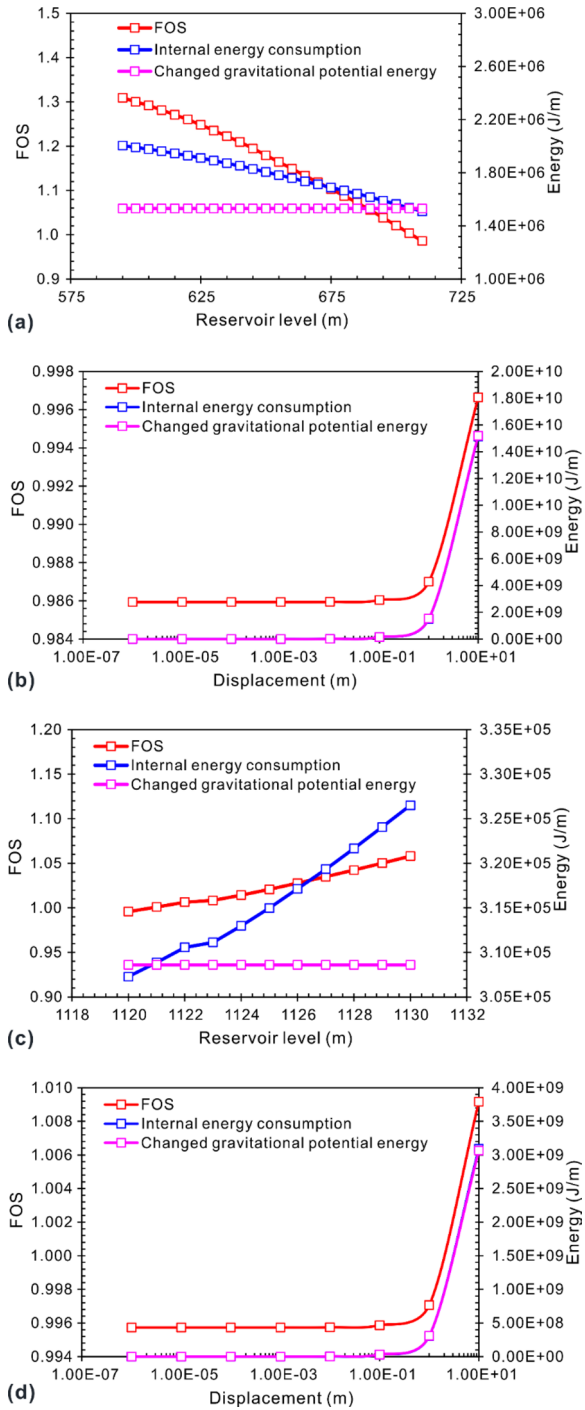 1.5
1.4
1.3
1.2
1.1
1.0
0.9
FOS
FOS
Internal energy consumption
Changed gravitational potential energy
3.00E+06
2.60E+06
2.20E+06
1.80E+06
1.40E+06
1.00E+06
Energy (J/m)
575 625 675 725
Reservoir level (m)
(a)
0.998
0.996
0.994
0.992
0.990
0.988
0.986
0.984
FOS
FOS
Internal energy consumption
Changed gravitational potential energy
2.00E+10
1.80E+10
1.60E+10
1.40E+10
1.20E+10
1.00E+10
8.00E+09
6.00E+09
4.00E+09
2.00E+09
0.00E+00
Energy (J/m)
1.00E-07 1.00E-05 1.00E-03 1.00E-01 1.00E+01
Displacement (m)
(b)
1.20
1.15
1.10
1.05
1.00
0.95
0.90
FOS
FOS
Internal energy consumption
Changed gravitational potential energy
3.35E+05
3.30E+05
3.25E+05
3.20E+05
3.15E+05
3.10E+05
3.05E+05
Energy (J/m)
1118 1120 1122 1124 1126 1128 1130 1132
Reservoir level (m)
(c)
1.010
1.008
1.006
1.004
1.002
1.000
0.998
0.996
0.994
FOS
FOS
Internal energy consumption
Changed gravitational potential energy
4.00E+09
3.50E+09
3.00E+09
2.50E+09
2.00E+09
1.50E+09
1.00E+09
5.00E+08
0.00E+00
Energy (J/m)
1.00E-07 1.00E-05 1.00E-03 1.00E-01 1.00E+01
Displacement (m)
(d)